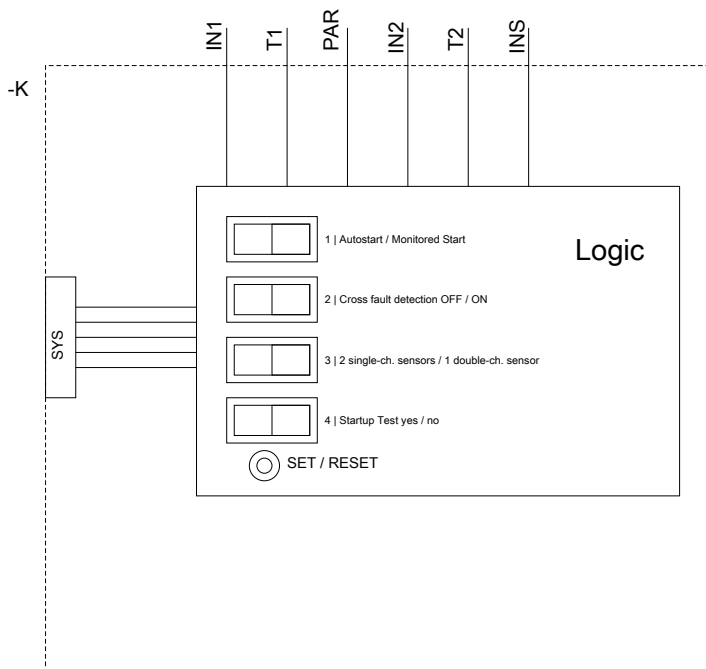 IN1
T1
PAR
IN2
T2
INS
-K
Logic
1 | Autostart / Monitored Start
2 | Cross fault detection OFF / ON
SYS
3 | 2 single-ch. sensors / 1 double-ch. sensor
4 | Startup Test yes / no
SET / RESET